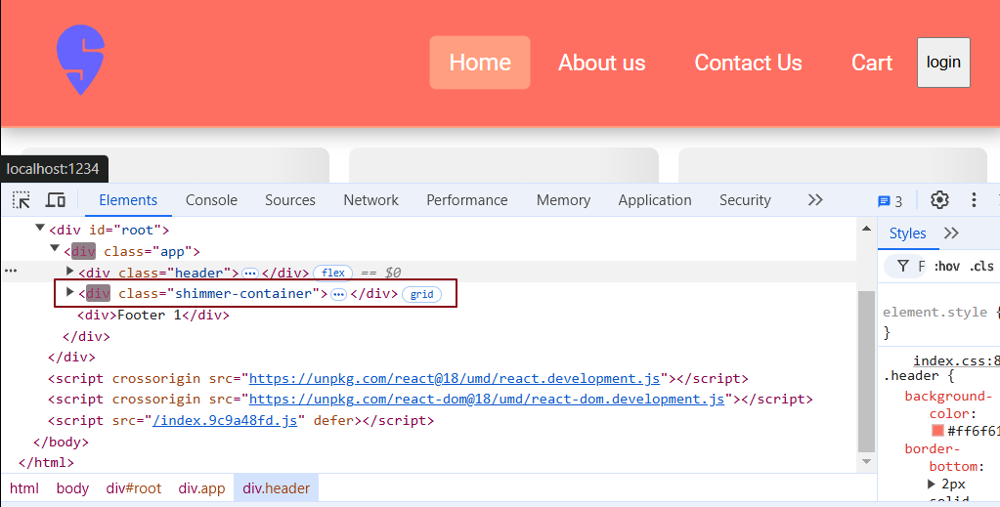 Home About us Contact Us Cart login
localhost:1234
Elements Console Sources Network Performance Memory Application Security 3
<div id="root">
<div class="app">
<div class="header"> </div> flex == $0
<div class="shimmer-container"> </div> grid
<div>Footer 1</div>
</div>
</div>
<script crossorigin src="https://unpkg.com/react@18/umd/react.development.js"></script>
<script crossorigin src="https://unpkg.com/react-dom@18/umd/react-dom.development.js"></script>
<script src="/index.9c9a48fd.js" defer></script>
</body>
</html>
html body div#root div.app div.header
Styles
F :hov .cls
element.style {
}
index.css:8
.header {
background-
color:
#ff6f61
border-
bottom:
2px
solid